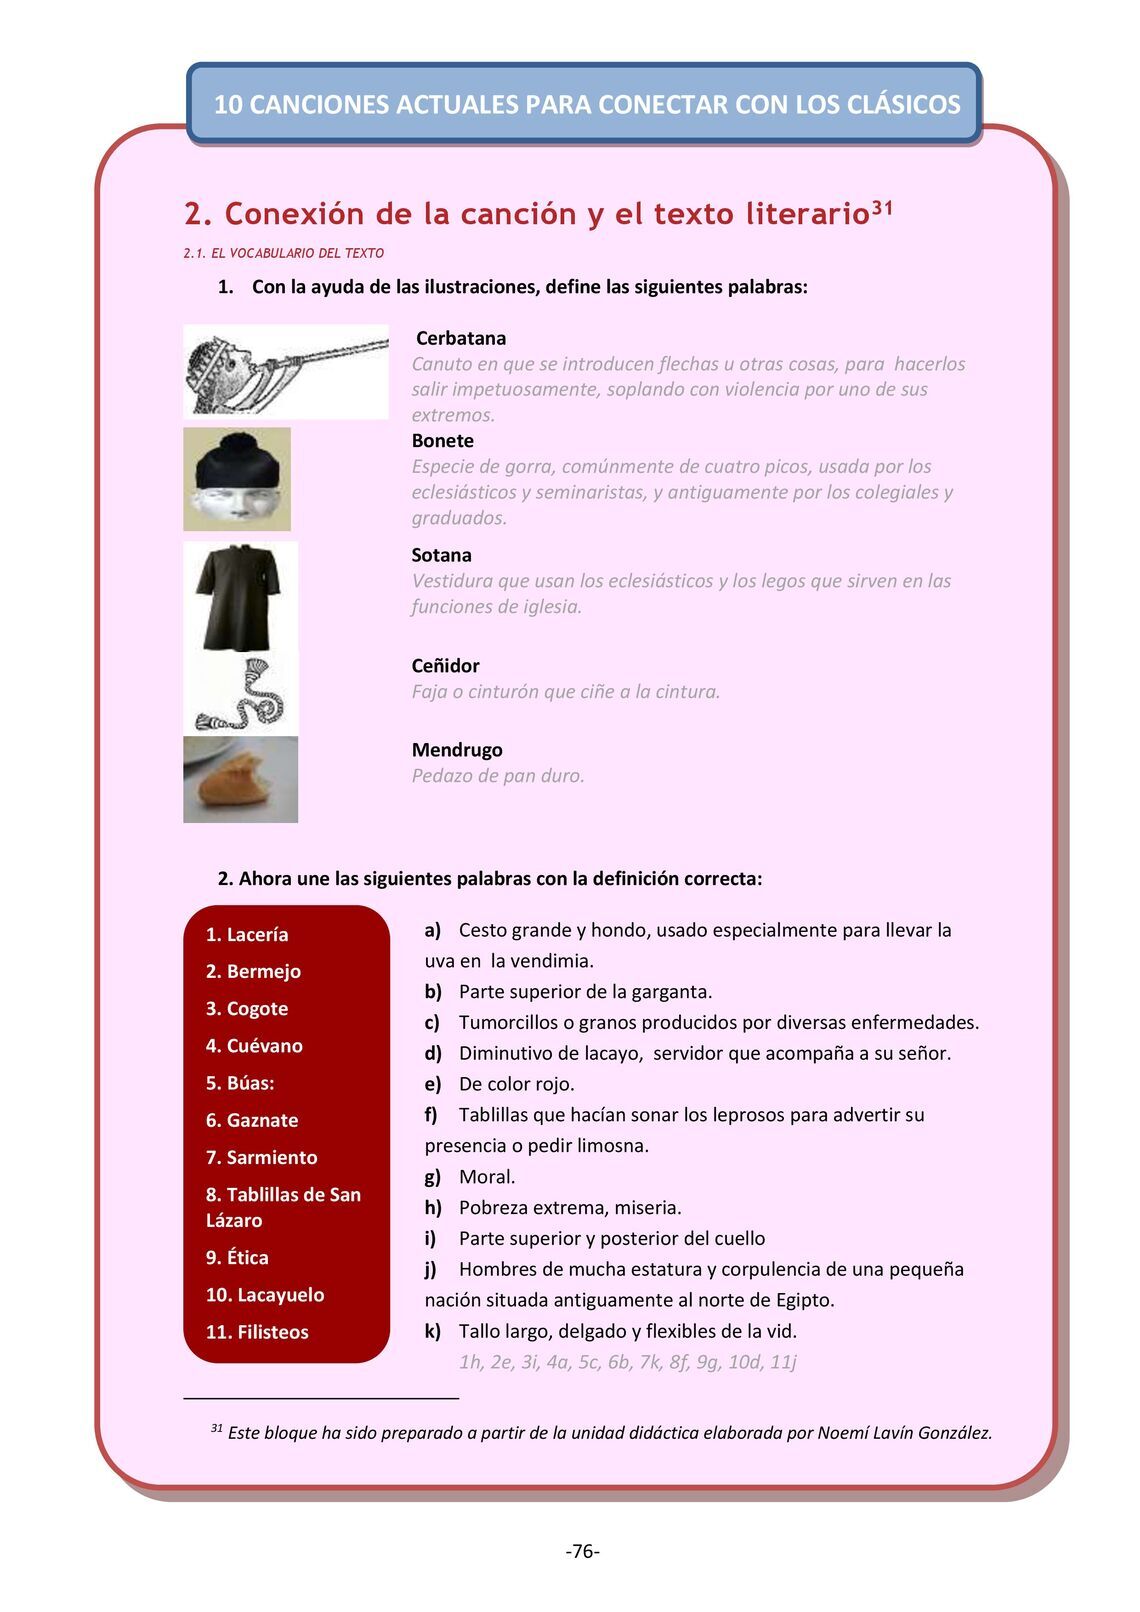 10 CANCIONES ACTUALES PARA CONECTAR CON LOS CLÁSICOS
2. Conexión de la canción y el texto literario31
2.1. EL VOCABULARIO DEL TEXTO
1. Con la ayuda de las ilustraciones, define las siguientes palabras:
Cerbatana
Canuto en que se introducen flechas u otras cosas, para hacerlos
salir impetuosamente, soplando con violencia por uno de sus
extremos.
Bonete
Especie de gorra, comúnmente de cuatro picos, usada por los
eclesiásticos y seminaristas, y antiguamente por los colegiales y
graduados.
Sotana
Vestidura que usan los eclesiásticos y los legos que sirven en las
funciones de iglesia.
Ceñidor
Faja o cinturón que ciñe a la cintura.
Mendrugo
Pedazo de pan duro.
2. Ahora une las siguientes palabras con la definición correcta:
1. Lacería
2. Bermejo
3. Cogote
4. Cuévano
5. Búas:
6. Gaznate
7. Sarmiento
8. Tablillas de San
Lázaro
9. Ética
10. Lacayuelo
11. Filisteos
a) Cesto grande y hondo, usado especialmente para llevar la
uva en la vendimia.
b) Parte superior de la garganta.
c) Tumorcillos o granos producidos por diversas enfermedades.
d) Diminutivo de lacayo, servidor que acompaña a su señor.
e) De color rojo.
f) Tablillas que hacían sonar los leprosos para advertir su
presencia o pedir limosna.
g) Moral.
h) Pobreza extrema, miseria.
i) Parte superior y posterior del cuello
j) Hombres de mucha estatura y corpulencia de una pequeña
nación situada antiguamente al norte de Egipto.
k) Tallo largo, delgado y flexibles de la vid.
1h, 2e, 3i, 4a, 5c, 6b, 7k, 8f, 9g, 10d, 11j
31 Este bloque ha sido preparado a partir de la unidad didáctica elaborada por Noemí Lavín González.
-76-